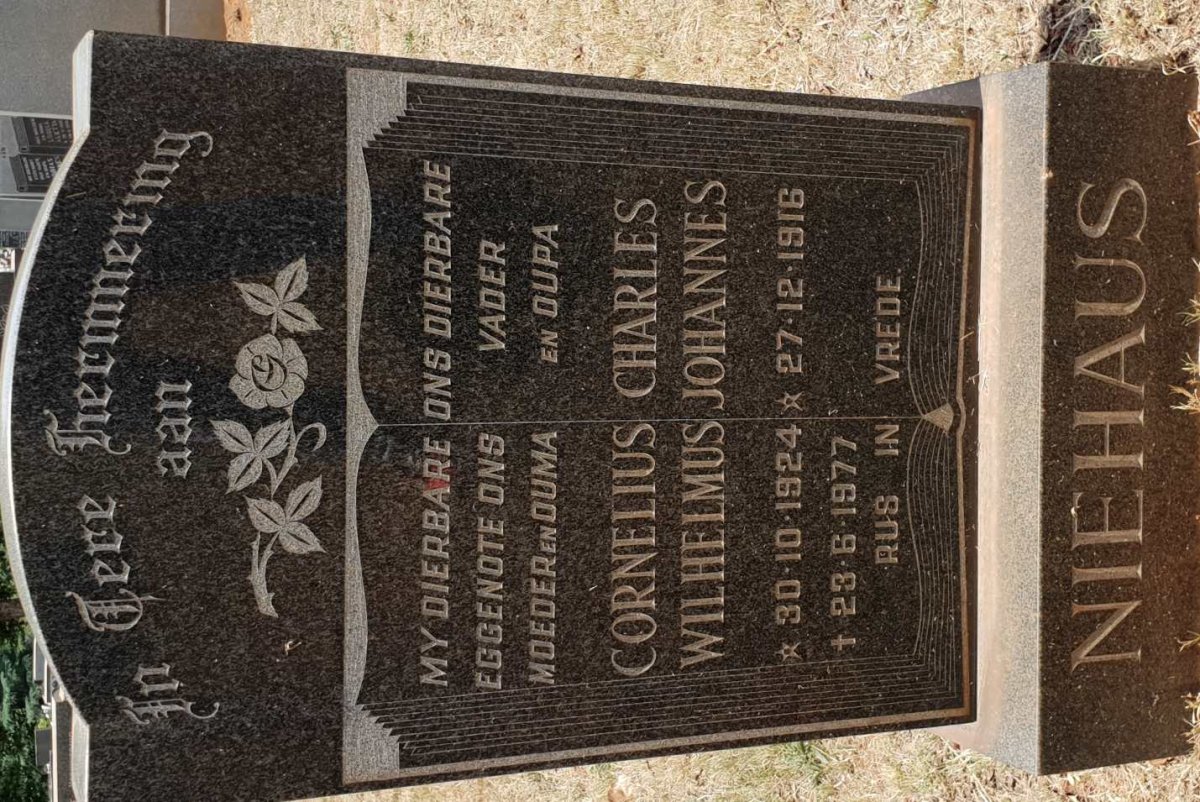 In Tere Herinnering
aan
MY DIERBARE
EGGENOTE ONS
MOEDER EN OUMA
CORNELIUS
WILHELMUS
☆ 30·10·1924
† 23·6·1977
ONS DIERBARE
VADER
EN OUPA
CHARLES
JOHANNES
☆ 27·12·1916
RUS IN VREDE.
NIEHAUS